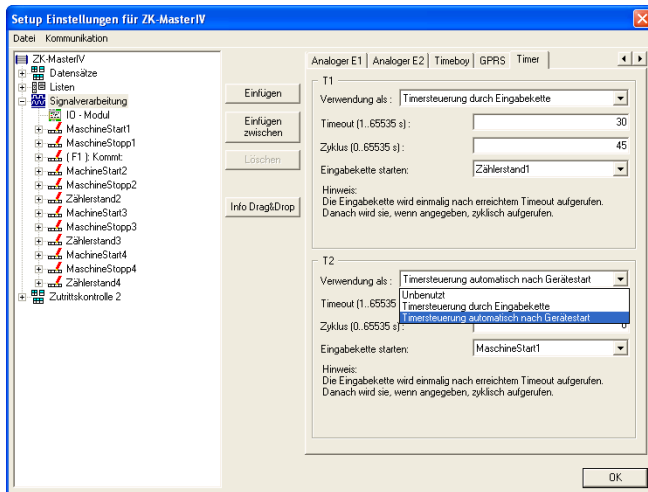 Setup Einstellungen für ZK-MasterIV
Datei Kommunikation
ZK-MasterIV
Datensätze
Listen
Signalverarbeitung
IO - Modul
MaschineStart1
MaschineStopp1
( F1 ): Kommt:
MachineStart2
MaschineStopp2
Zählerstand2
MachineStart3
MaschineStopp3
Zählerstand3
MachineStart4
MaschineStopp4
Zählerstand4
Zutrittskontrolle 2
Einfügen
Einfügen
zwischen
Löschen
Info Drag&Drop
Analoger E1 Analoger E2 Timeboy GPRS Timer
T1
Verwendung als : Timersteuerung durch Eingabekette
Timeout (1..65535 s) : 30
Zyklus (0..65535 s) : 45
Eingabekette starten: Zählerstand1
Hinweis:
Die Eingabekette wird einmalig nach erreichtem Timeout aufgerufen.
Danach wird sie, wenn angegeben, zyklisch aufgerufen.
T2
Verwendung als : Timersteuerung automatisch nach Gerätestart
Unbenutzt
Timeout (1..65535 Timersteuerung durch Eingabekette
Timersteuerung automatisch nach Gerätestart
Zyklus (0..65535 s) : 0
Eingabekette starten: MaschineStart1
Hinweis:
Die Eingabekette wird einmalig nach erreichtem Timeout aufgerufen.
Danach wird sie, wenn angegeben, zyklisch aufgerufen.
OK